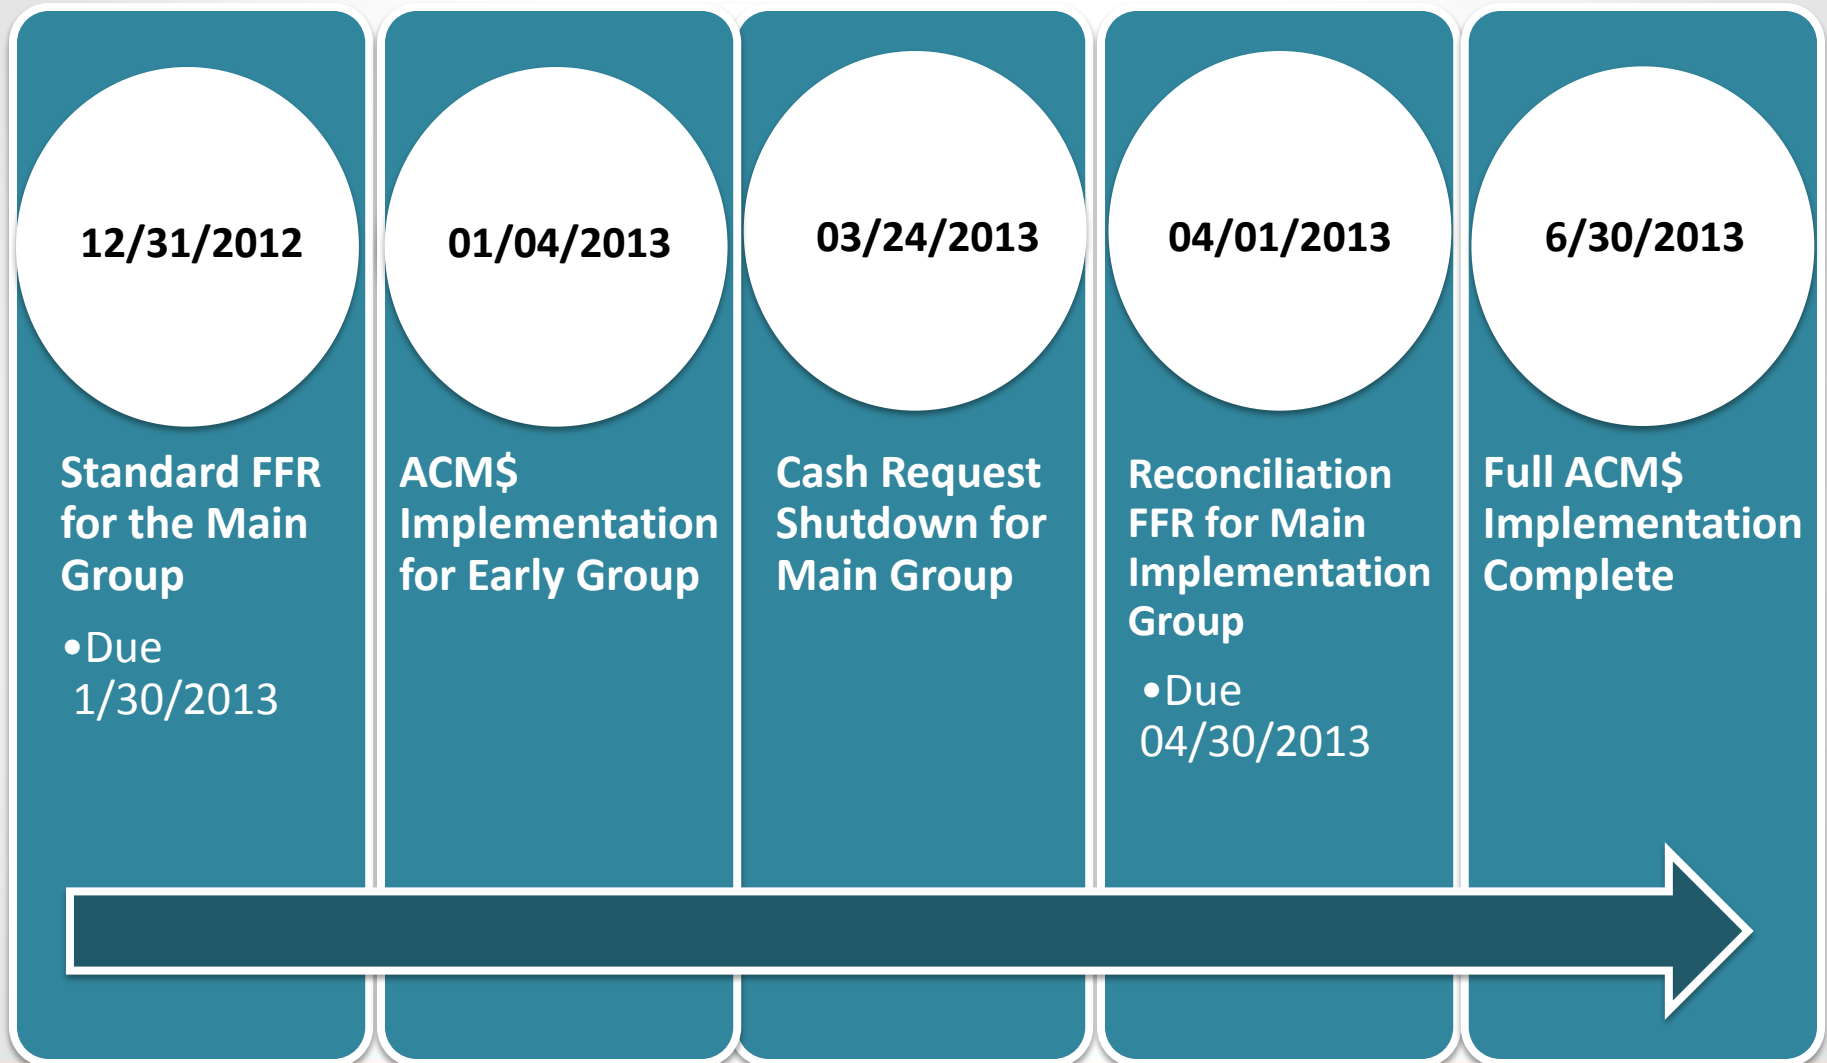 12/31/2012
Standard FFR
for the Main
Group
•Due
1/30/2013
01/04/2013
ACM$
Implementation
for Early Group
03/24/2013
Cash Request
Shutdown for
Main Group
04/01/2013
Reconciliation
FFR for Main
Implementation
Group
•Due
04/30/2013
6/30/2013
Full ACM$
Implementation
Complete